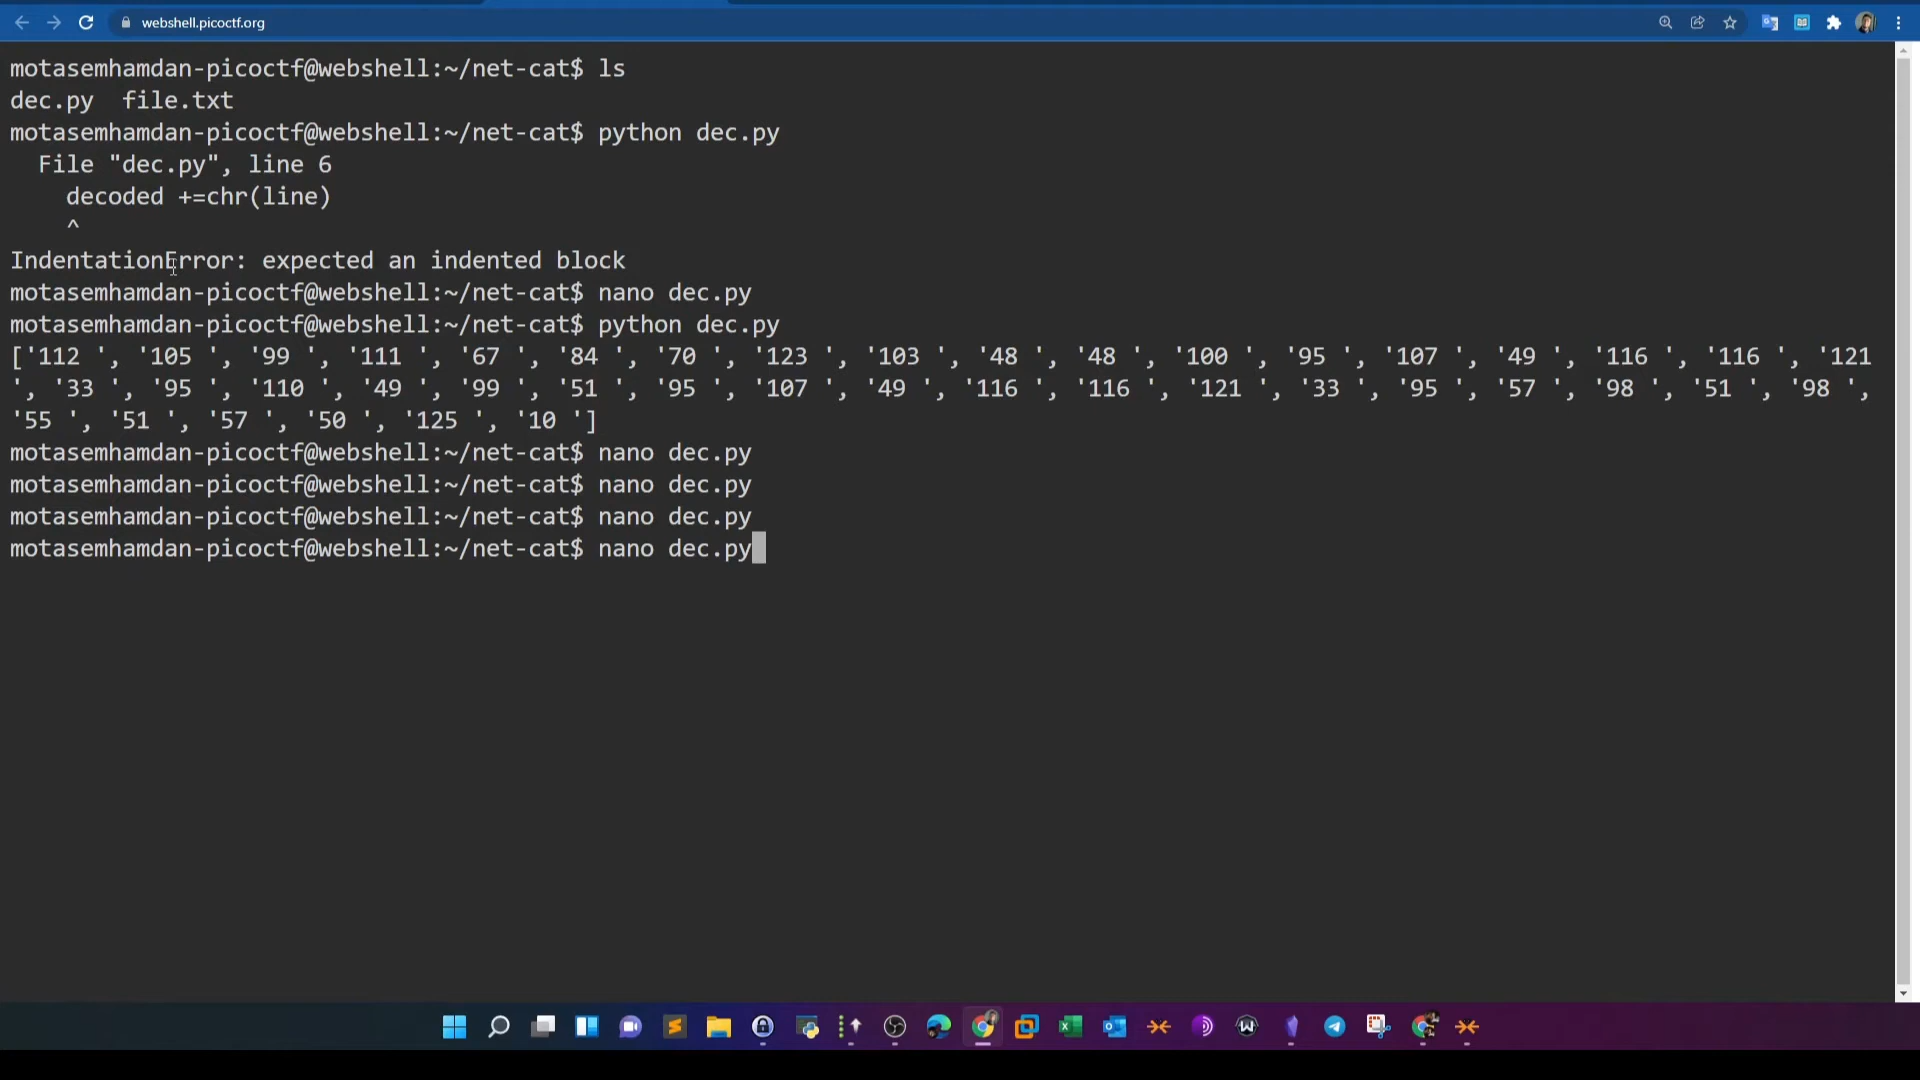 webshell.picoctf.org
motasemhamdan-picoctf@webshell:~/net-cat$ ls
dec.py  file.txt
motasemhamdan-picoctf@webshell:~/net-cat$ python dec.py
  File "dec.py", line 6
    decoded +=chr(line)
    ^
IndentationError: expected an indented block
motasemhamdan-picoctf@webshell:~/net-cat$ nano dec.py
motasemhamdan-picoctf@webshell:~/net-cat$ python dec.py
['112 ', '105 ', '99 ', '111 ', '67 ', '84 ', '70 ', '123 ', '103 ', '48 ', '48 ', '100 ', '95 ', '107 ', '49 ', '116 ', '116 ', '121
', '33 ', '95 ', '110 ', '49 ', '99 ', '51 ', '95 ', '107 ', '49 ', '116 ', '116 ', '121 ', '33 ', '95 ', '57 ', '98 ', '51 ', '98 ',
'55 ', '51 ', '57 ', '50 ', '125 ', '10 ']
motasemhamdan-picoctf@webshell:~/net-cat$ nano dec.py
motasemhamdan-picoctf@webshell:~/net-cat$ nano dec.py
motasemhamdan-picoctf@webshell:~/net-cat$ nano dec.py
motasemhamdan-picoctf@webshell:~/net-cat$ nano dec.py